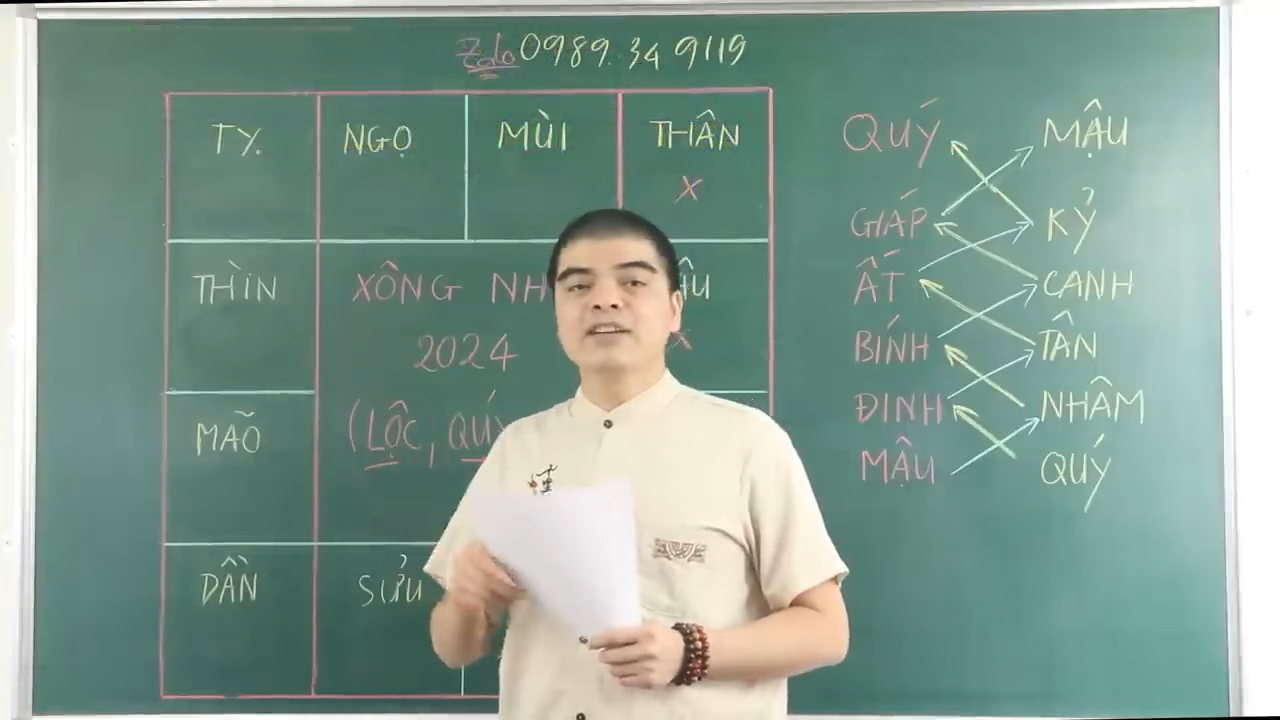 Zalo 0989.34 9119
TỴ. NGỌ MÙI THÂN
X
THÌN XÔNG NH
2024 X
MÃO (LỘC, QUÝ
DẦN SỬU
QUÝ MẬU
GIÁP KỶ
ẤT CANH
BÍNH TÂN
ĐINH NHÂM
MẬU QUÝ